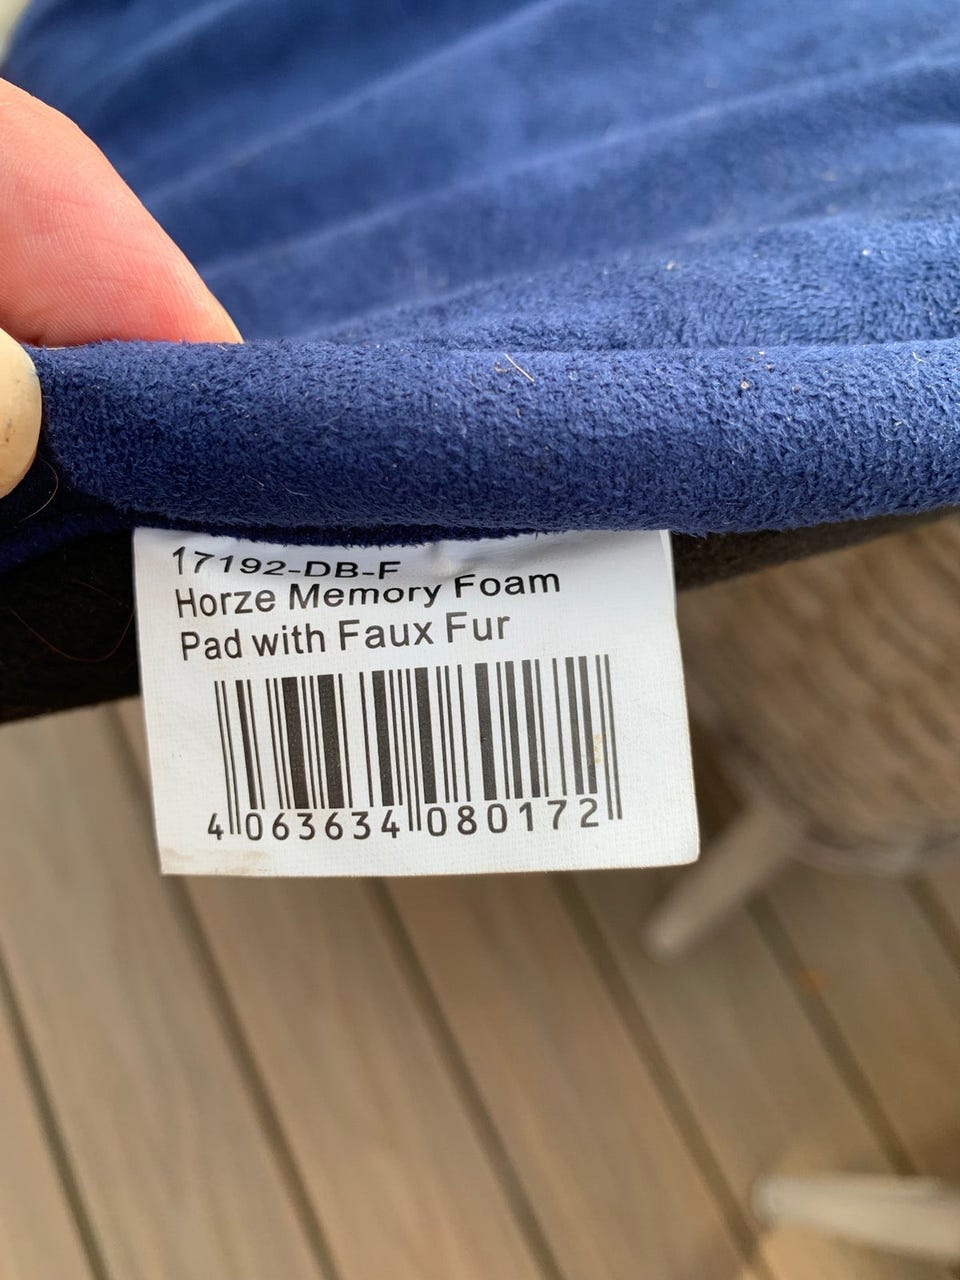 17192-DB-F
Horze Memory Foam
Pad with Faux Fur
4 063634 080172